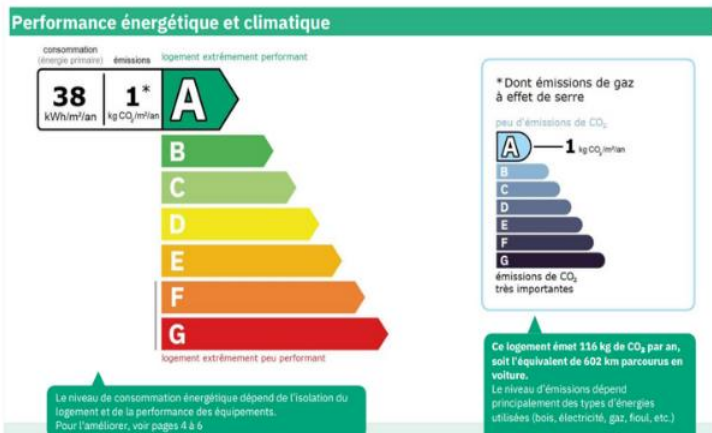 Performance énergétique et climatique
consommation
(énergie primaire)
émissions
logement extrêmement performant
38
kWh/m²/an
1*
kg CO₂/m²/an
A
B
C
D
E
F
G
logement extrêmement peu performant
Le niveau de consommation énergétique dépend de l'isolation du
logement et de la performance des équipements.
Pour l'améliorer, voir pages 4 à 6
*Dont émissions de gaz
à effet de serre
peu d'émissions de CO₂
A
1 kg CO₂/m²/an
B
C
D
E
F
G
émissions de CO₂
très importantes
Ce logement émet 116 kg de CO₂ par an,
soit l'équivalent de 602 km parcourus en
voiture.
Le niveau d'émissions dépend
principalement des types d'énergies
utilisées (bois, électricité, gaz, fioul, etc.)